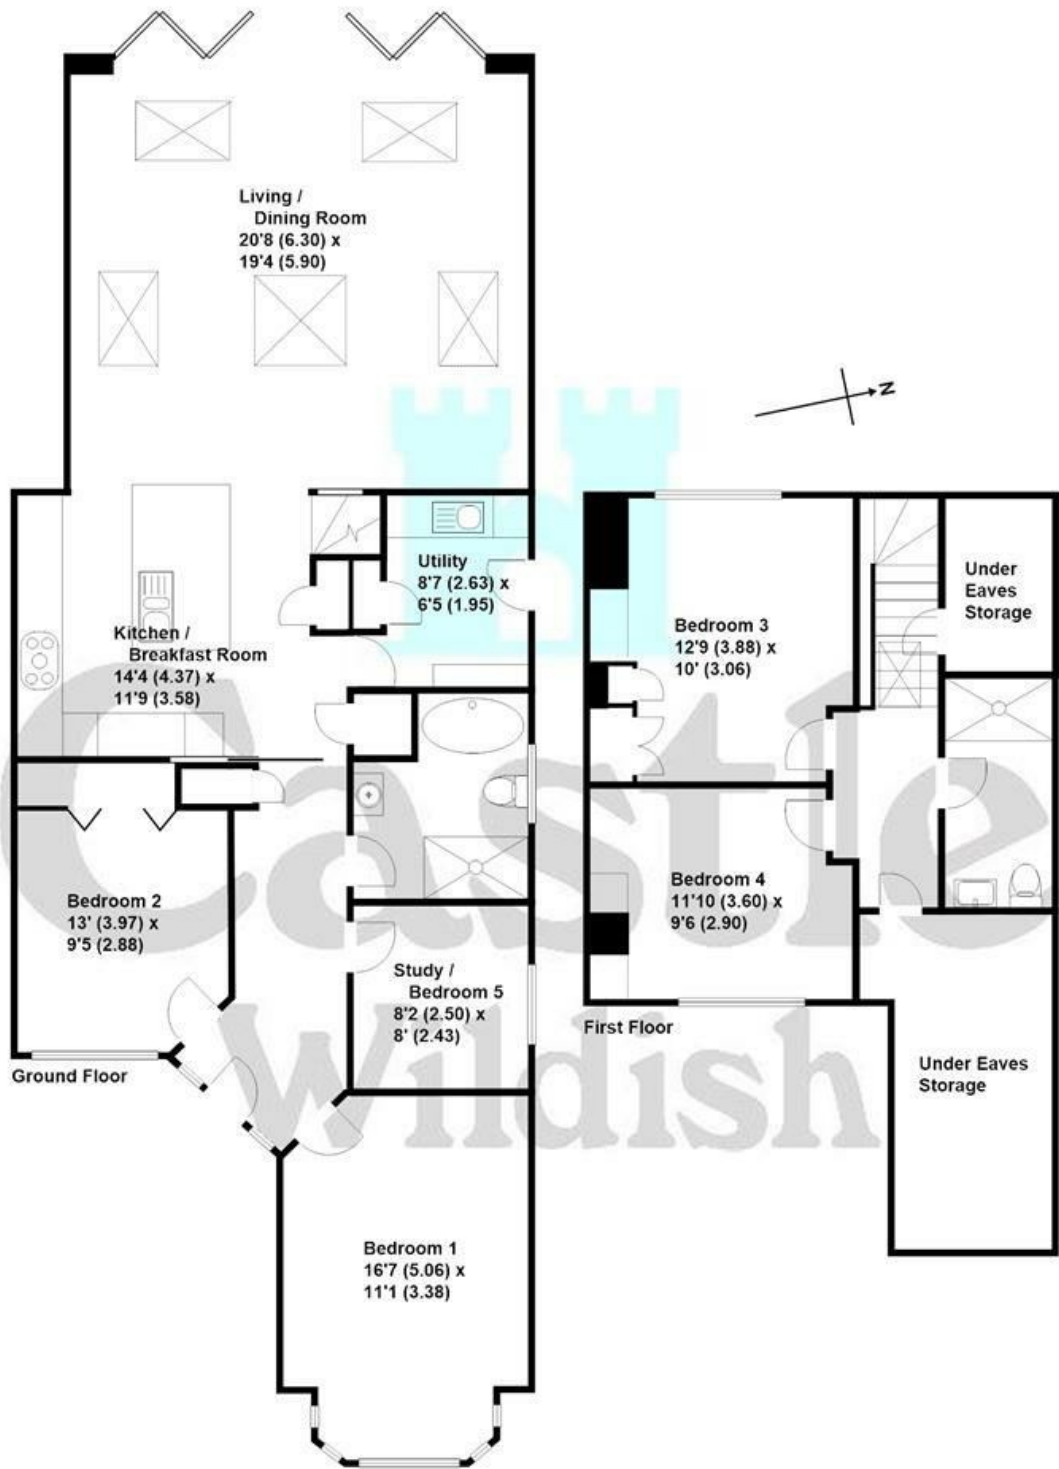 Living /
Dining Room
20'8 (6.30) x
19'4 (5.90)
N
Utility
8'7 (2.63) x
6'5 (1.95)
Kitchen /
Breakfast Room
14'4 (4.37) x
11'9 (3.58)
Bedroom 2
13' (3.97) x
9'5 (2.88)
Study /
Bedroom 5
8'2 (2.50) x
8' (2.43)
Ground Floor
Bedroom 1
16'7 (5.06) x
11'1 (3.38)
Under
Eaves
Storage
Bedroom 3
12'9 (3.88) x
10' (3.06)
Bedroom 4
11'10 (3.60) x
9'6 (2.90)
First Floor
Under Eaves
Storage
Castle
Wildish